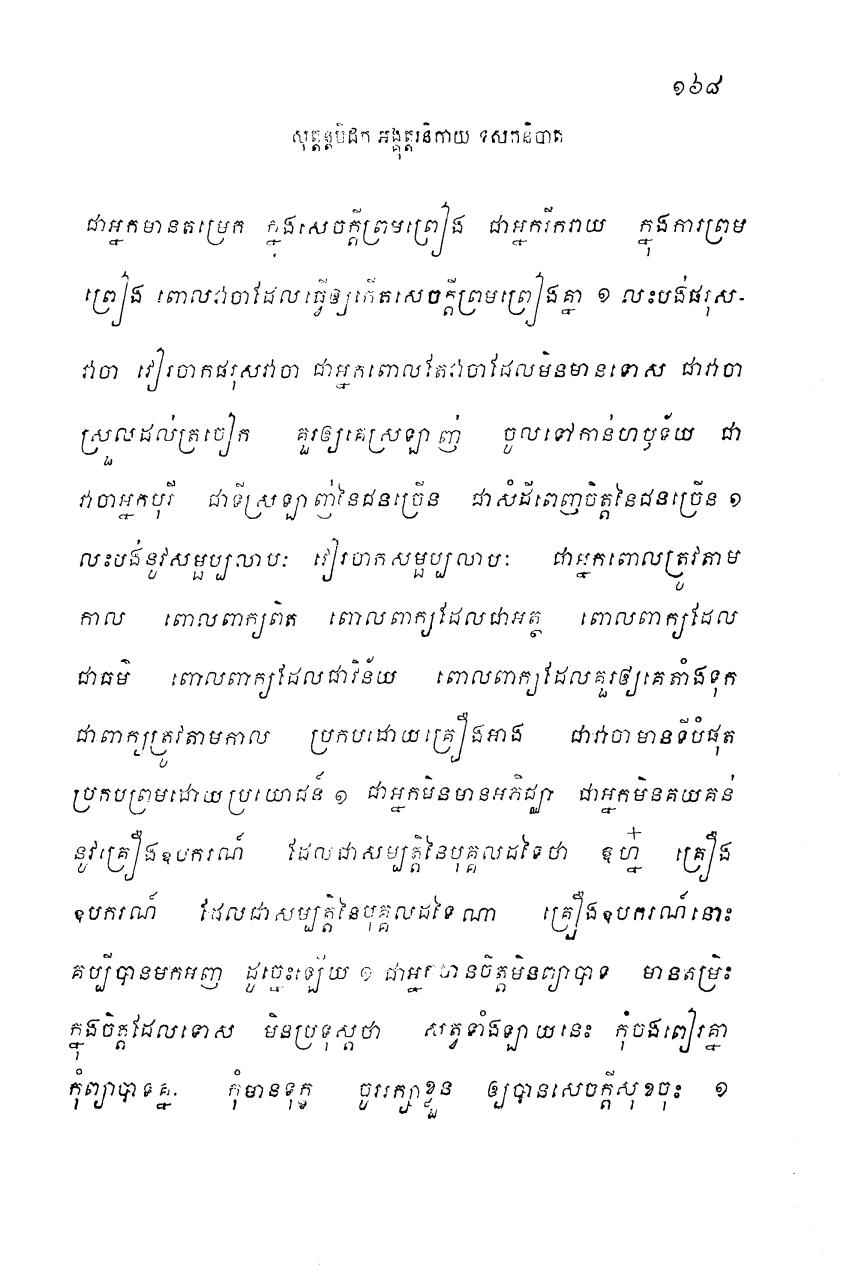 ១៦៨
សុត្តន្តបិដក អង្គុត្តរនិកាយ ទសកនិបាត
ជាអ្នកមានតម្រេក ក្នុងសេចក្តីព្រមព្រៀង ជាអ្នករីករាយ ក្នុងការព្រម
ព្រៀង ពោលវាចាដែលធ្វើឲ្យកើតសេចក្តីព្រមព្រៀងគ្នា ១ លះបង់ផរុស-
វាចា វៀរចាកផរុសវាចា ជាអ្នកពោលតែវាចាដែលមិនមានទោស ជាវាចា
ស្រួលដល់ត្រចៀក គួរឲ្យគេស្រឡាញ់ ចូលទៅកាន់ហឫទ័យ ជា
វាចាអ្នកបុរី ជាទីស្រឡាញ់នៃជនច្រើន ជាសំដីពេញចិត្តនៃជនច្រើន ១
លះបង់នូវសម្ផប្បលាបៈ វៀរចាកសម្ផប្បលាបៈ ជាអ្នកពោលត្រូវតាម
កាល ពោលពាក្យពិត ពោលពាក្យដែលជាអត្ថ ពោលពាក្យដែល
ជាធម៌ ពោលពាក្យដែលជាវិន័យ ពោលពាក្យដែលគួរឲ្យគេតាំងទុក
ជាពាក្យត្រូវតាមកាល ប្រកបដោយគ្រឿងអាង ជាវាចាមានទីបំផុត
ប្រកបព្រមដោយប្រយោជន៍ ១ ជាអ្នកមិនមានអភិជ្ឈា ជាអ្នកមិនគយគន់
នូវគ្រឿងឧបករណ៍ ដែលជាសម្បត្តិនៃបុគ្គលដទៃថា ឱហ្ន៎ គ្រឿង
ឧបករណ៍ ដែលជាសម្បត្តិនៃបុគ្គលដទៃណា គ្រឿងឧបករណ៍នោះ
គប្បីបានមកអញ ដូច្នេះឡើយ ១ ជាអ្នកមានចិត្តមិនព្យាបាទ មានតម្រិះ
ក្នុងចិត្តដែលទោស មិនប្រទុស្តថា សត្វទាំងឡាយនេះ កុំចងពៀរគ្នា
កុំព្យាបាទគ្នា កុំមានទុក្ខ ចូររក្សាខ្លួន ឲ្យបានសេចក្តីសុខចុះ ១